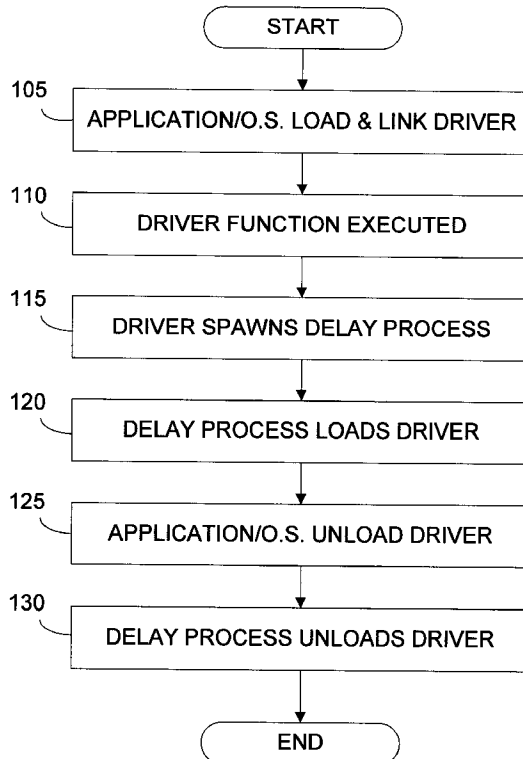 START
105
APPLICATION/O.S. LOAD & LINK DRIVER
110
DRIVER FUNCTION EXECUTED
115
DRIVER SPAWNS DELAY PROCESS
120
DELAY PROCESS LOADS DRIVER
125
APPLICATION/O.S. UNLOAD DRIVER
130
DELAY PROCESS UNLOADS DRIVER
END